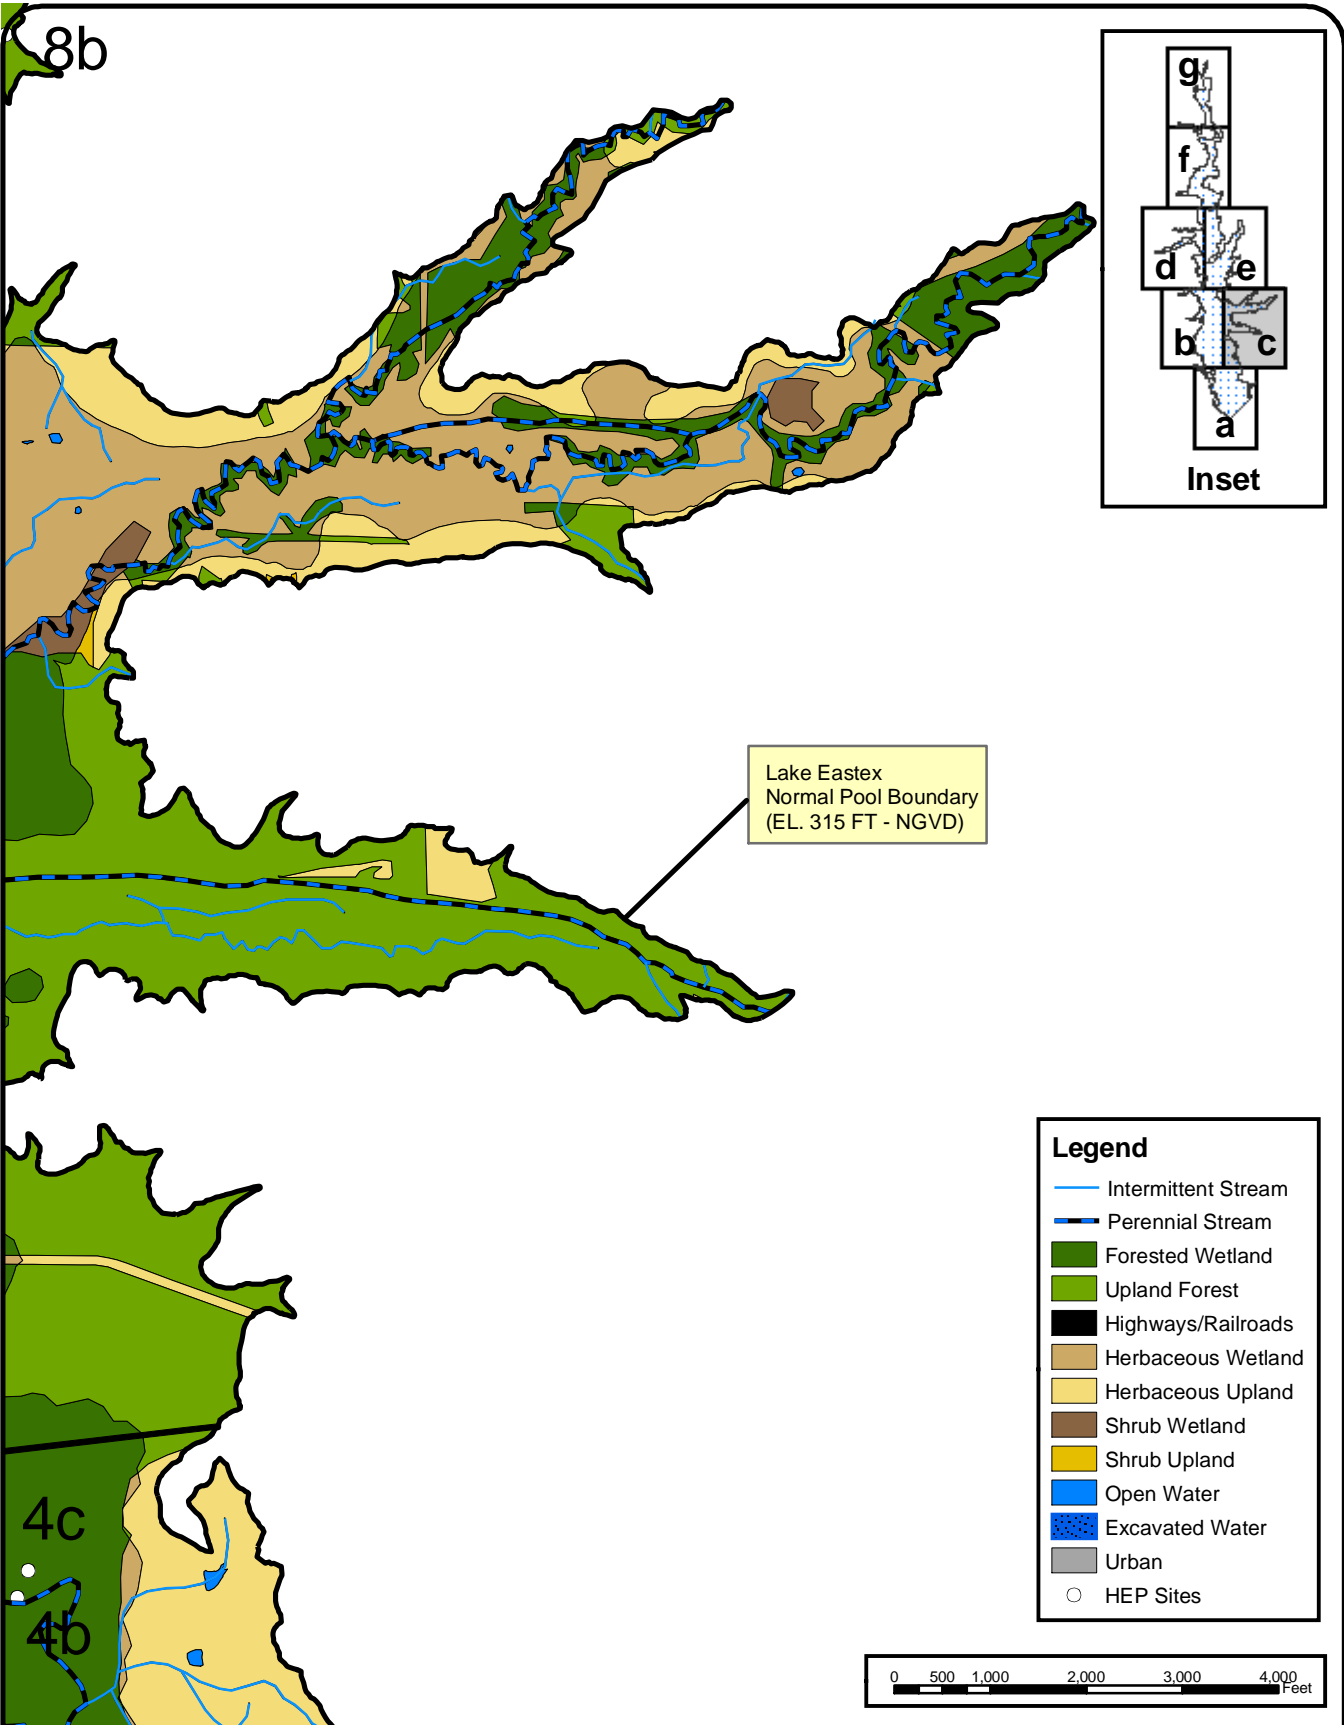 8b
g
f
d
e
b
c
a
Inset
Lake Eastex
Normal Pool Boundary
(EL. 315 FT - NGVD)
Legend
Intermittent Stream
Perennial Stream
Forested Wetland
Upland Forest
Highways/Railroads
Herbaceous Wetland
Herbaceous Upland
Shrub Wetland
Shrub Upland
Open Water
Excavated Water
Urban
HEP Sites
4c
4b
0 500 1,000 2,000 3,000 4,000
Feet